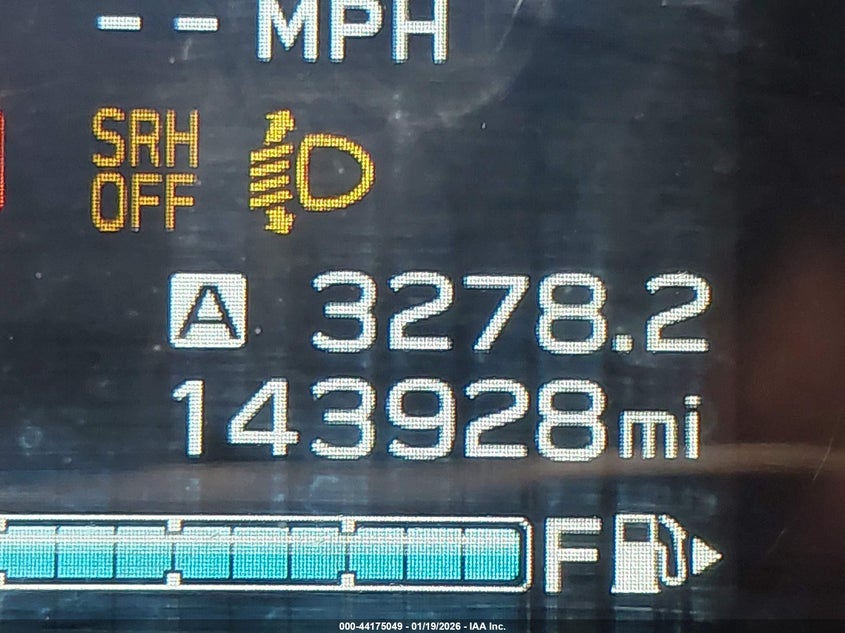 -- MPH
SRH
OFF
A 3278.2
143928mi
F
000-44175049 - 01/19/2026 - IAA Inc.